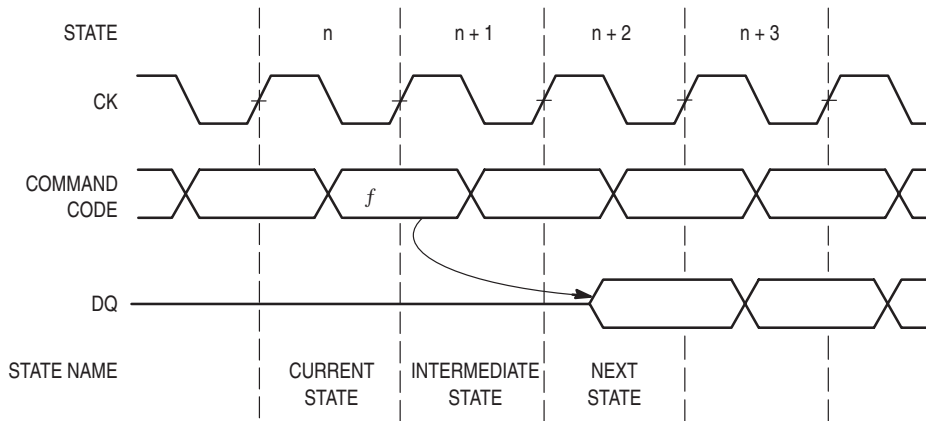 STATE n n + 1 n + 2 n + 3
CK
COMMAND
CODE
f
DQ
STATE NAME
CURRENT
STATE
INTERMEDIATE
STATE
NEXT
STATE